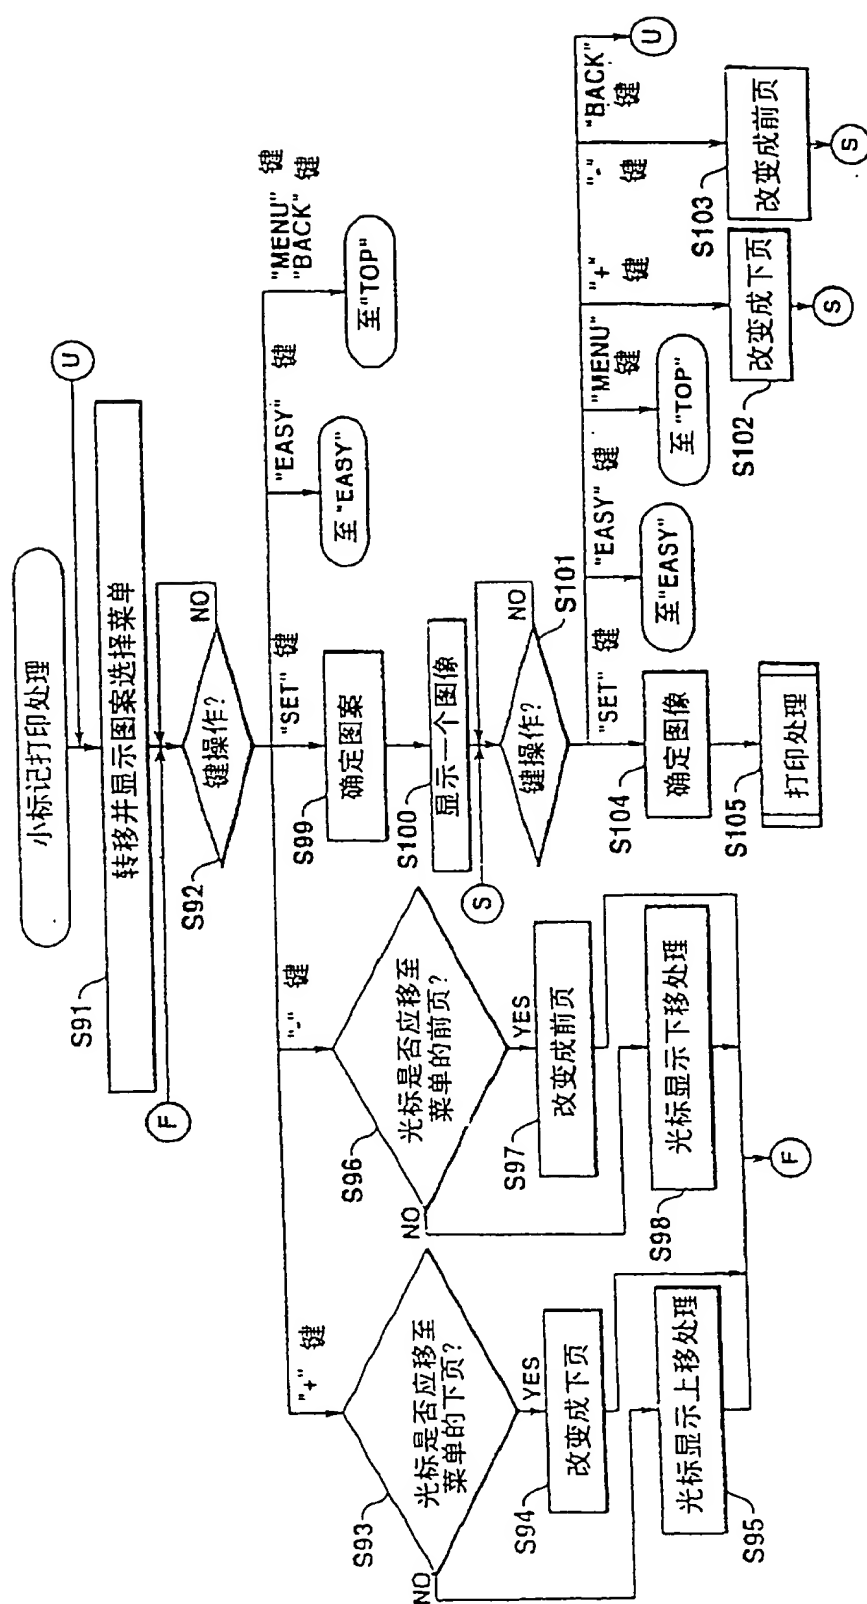 小标记打印处理
U
S91
转移并显示图案选择菜单
F
S92
键操作?
NO
"+" 键
"-" 键
"SET" 键
"EASY" 键
"MENU" 键
"BACK" 键
S93
光标是否应移至
菜单的下页?
NO
YES
S94
改变成下页
S95
光标显示上移处理
S96
光标是否应移至
菜单的前页?
NO
YES
S97
改变成前页
S98
光标显示下移处理
F
S99
确定图案
S100
显示一个图像
S
至"EASY"
至"TOP"
键操作?
NO
S101
"SET" 键
"EASY" 键
"MENU"
键
"+"
键
"-"
键
"BACK"
键
S104
确定图像
S105
打印处理
至"EASY"
至"TOP"
S102
改变成下页
S
S103
改变成前页
S
U